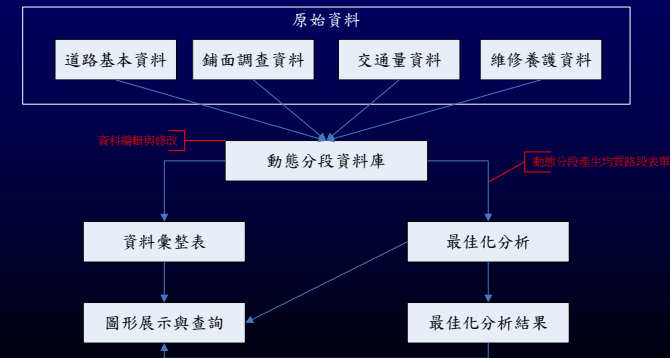 原始資料
道路基本資料
鋪面調查資料
交通量資料
維修養護資料
資料編輯與修改
動態分段資料庫
動態分段產生均質路段表單
資料彙整表
最佳化分析
圖形展示與查詢
最佳化分析結果